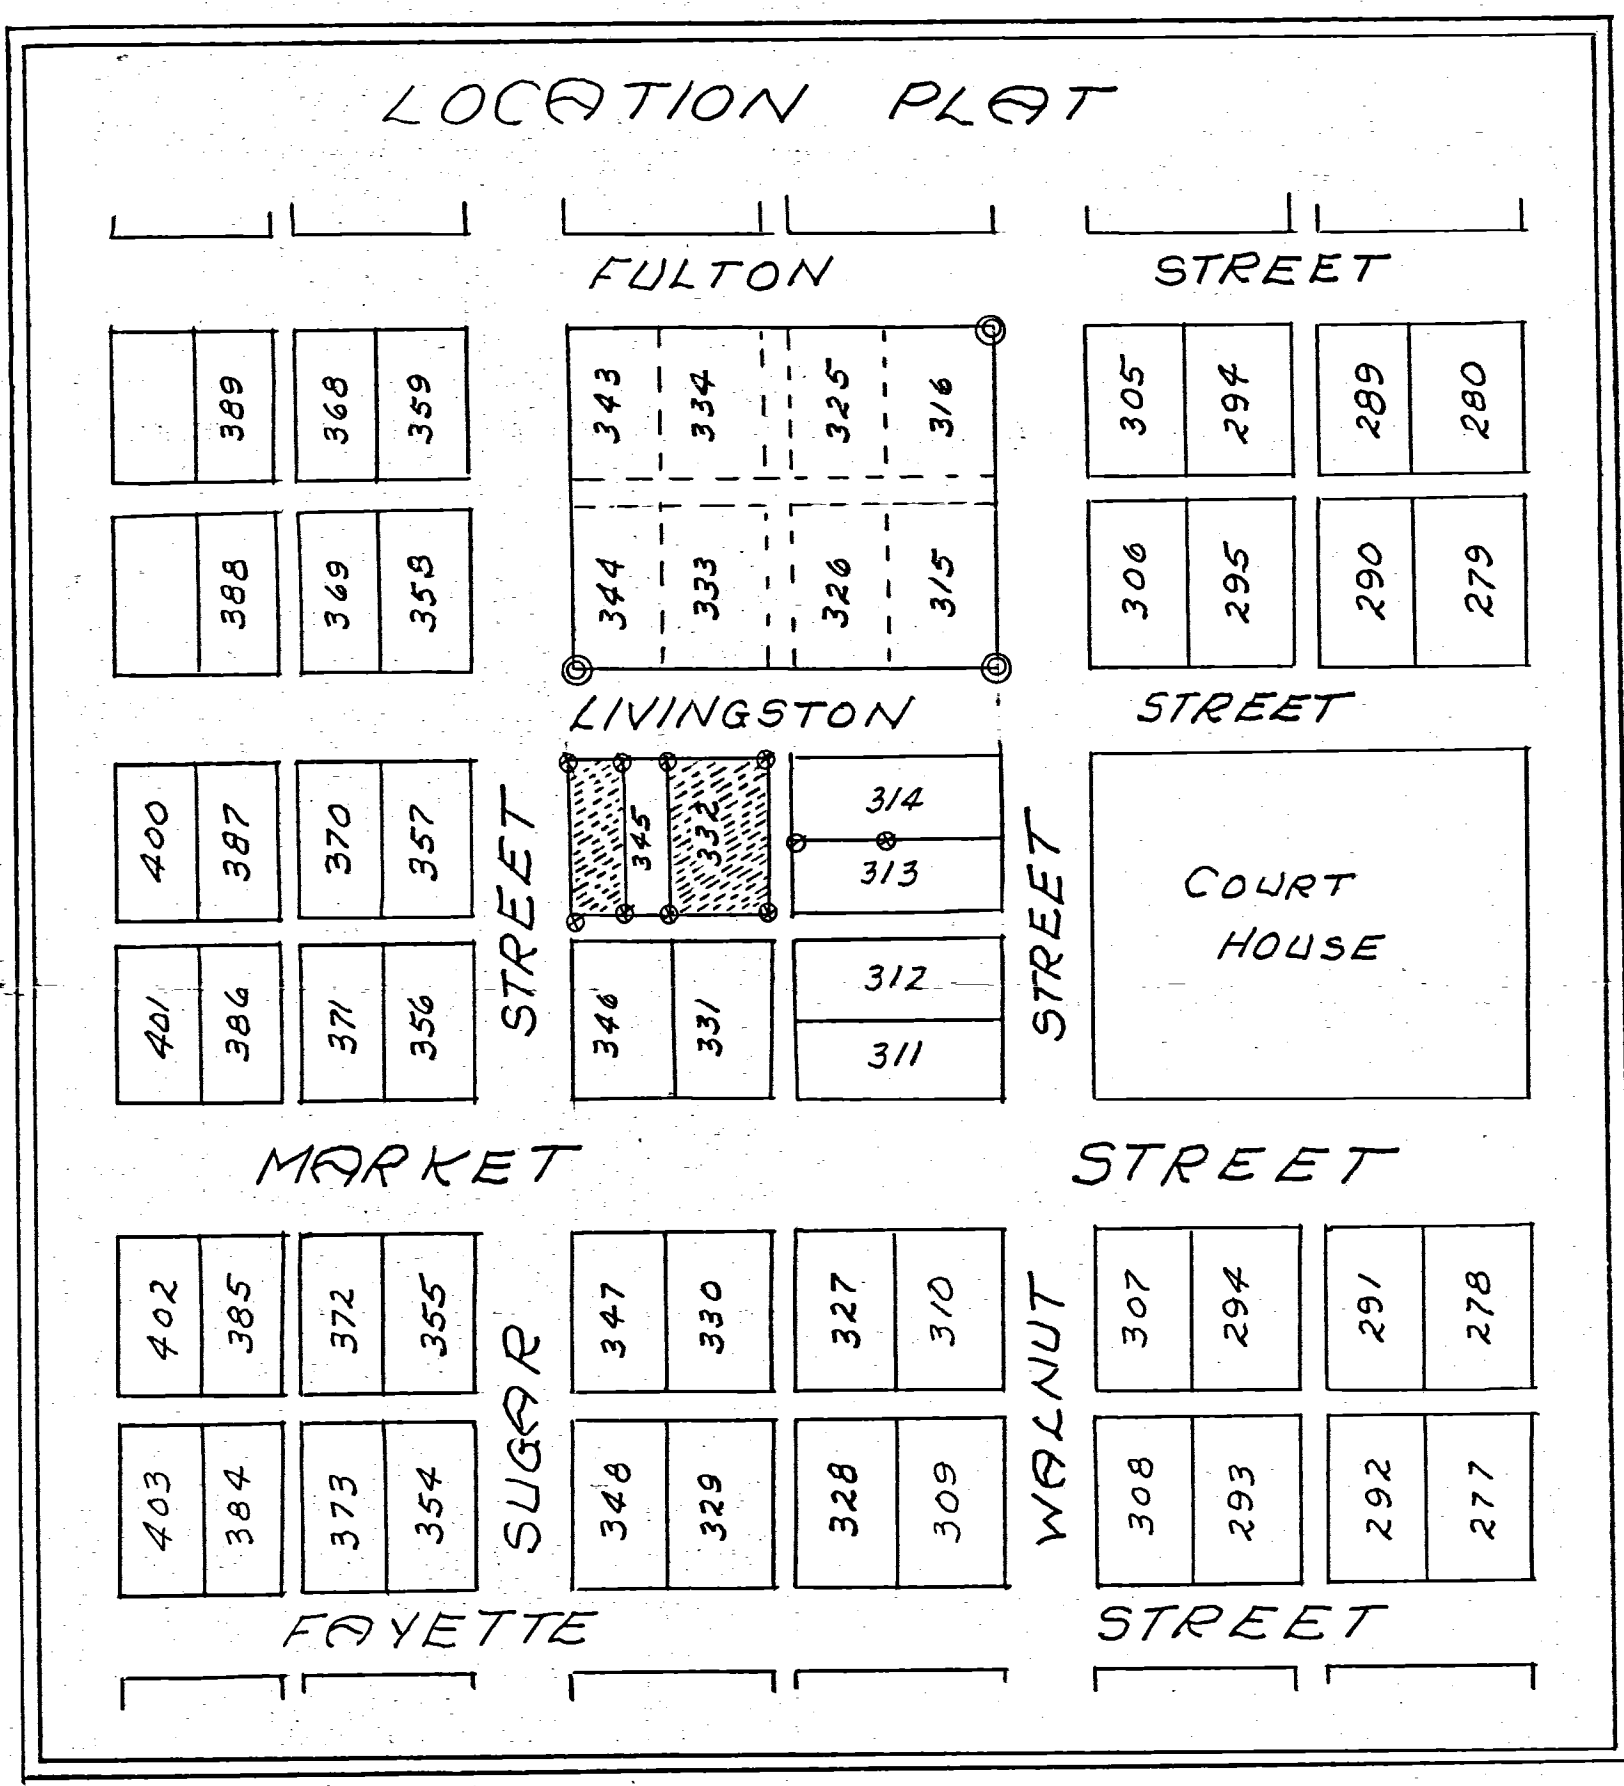 LOCATION PLAT
FULTON STREET
389 368 359 343 334 325 316 305 294 289 280
388 369 358 344 333 326 315 306 295 290 279
LIVINGSTON STREET
400 387 370 357 345 332 314 313
401 386 371 356 346 331 312 311
COURT
HOUSE
MARKET STREET
402 385 372 355 347 330 327 310 307 294 291 278
403 384 373 354 348 329 328 309 308 293 292 277
SUGAR STREET
WALNUT STREET
FAYETTE STREET